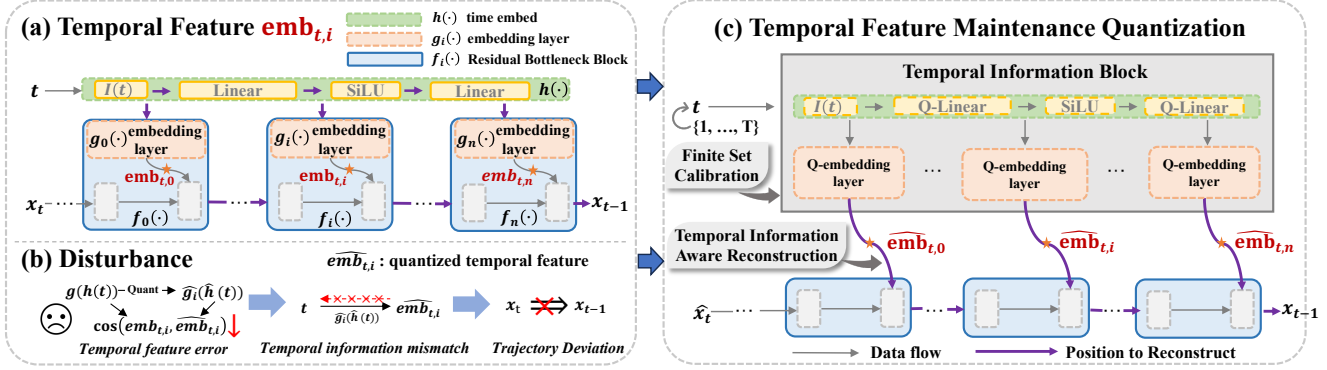 (a) Temporal Feature emb_{t,i}
h(·) time embed
g_i(·) embedding layer
f_i(·) Residual Bottleneck Block
t
I(t) Linear SiLU Linear h(·)
g_0(·) embedding layer
g_i(·) embedding layer
g_n(·) embedding layer
emb_{t,0}
emb_{t,i}
emb_{t,n}
x_t
f_0(·)
f_i(·)
f_n(·)
x_{t-1}
(b) Disturbance
\widehat{emb}_{t,i} : quantized temporal feature
g(h(t)) Quant \widehat{g}_i(\widehat{h}(t))
cos(emb_{t,i}, \widehat{emb}_{t,i})
Temporal feature error
t
\widehat{g}_i(\widehat{h}(t))
\widehat{emb}_{t,i}
Temporal information mismatch
x_t
x_{t-1}
Trajectory Deviation
(c) Temporal Feature Maintenance Quantization
Temporal Information Block
t
{1, …, T}
I(t) Q-Linear SiLU Q-Linear
Finite Set
Calibration
Q-embedding
layer
...
Q-embedding
layer
...
Q-embedding
layer
Temporal Information
Aware Reconstruction
\widehat{emb}_{t,0}
\widehat{emb}_{t,i}
\widehat{emb}_{t,n}
\widehat{x}_t
x_{t-1}
Data flow
Position to Reconstruct